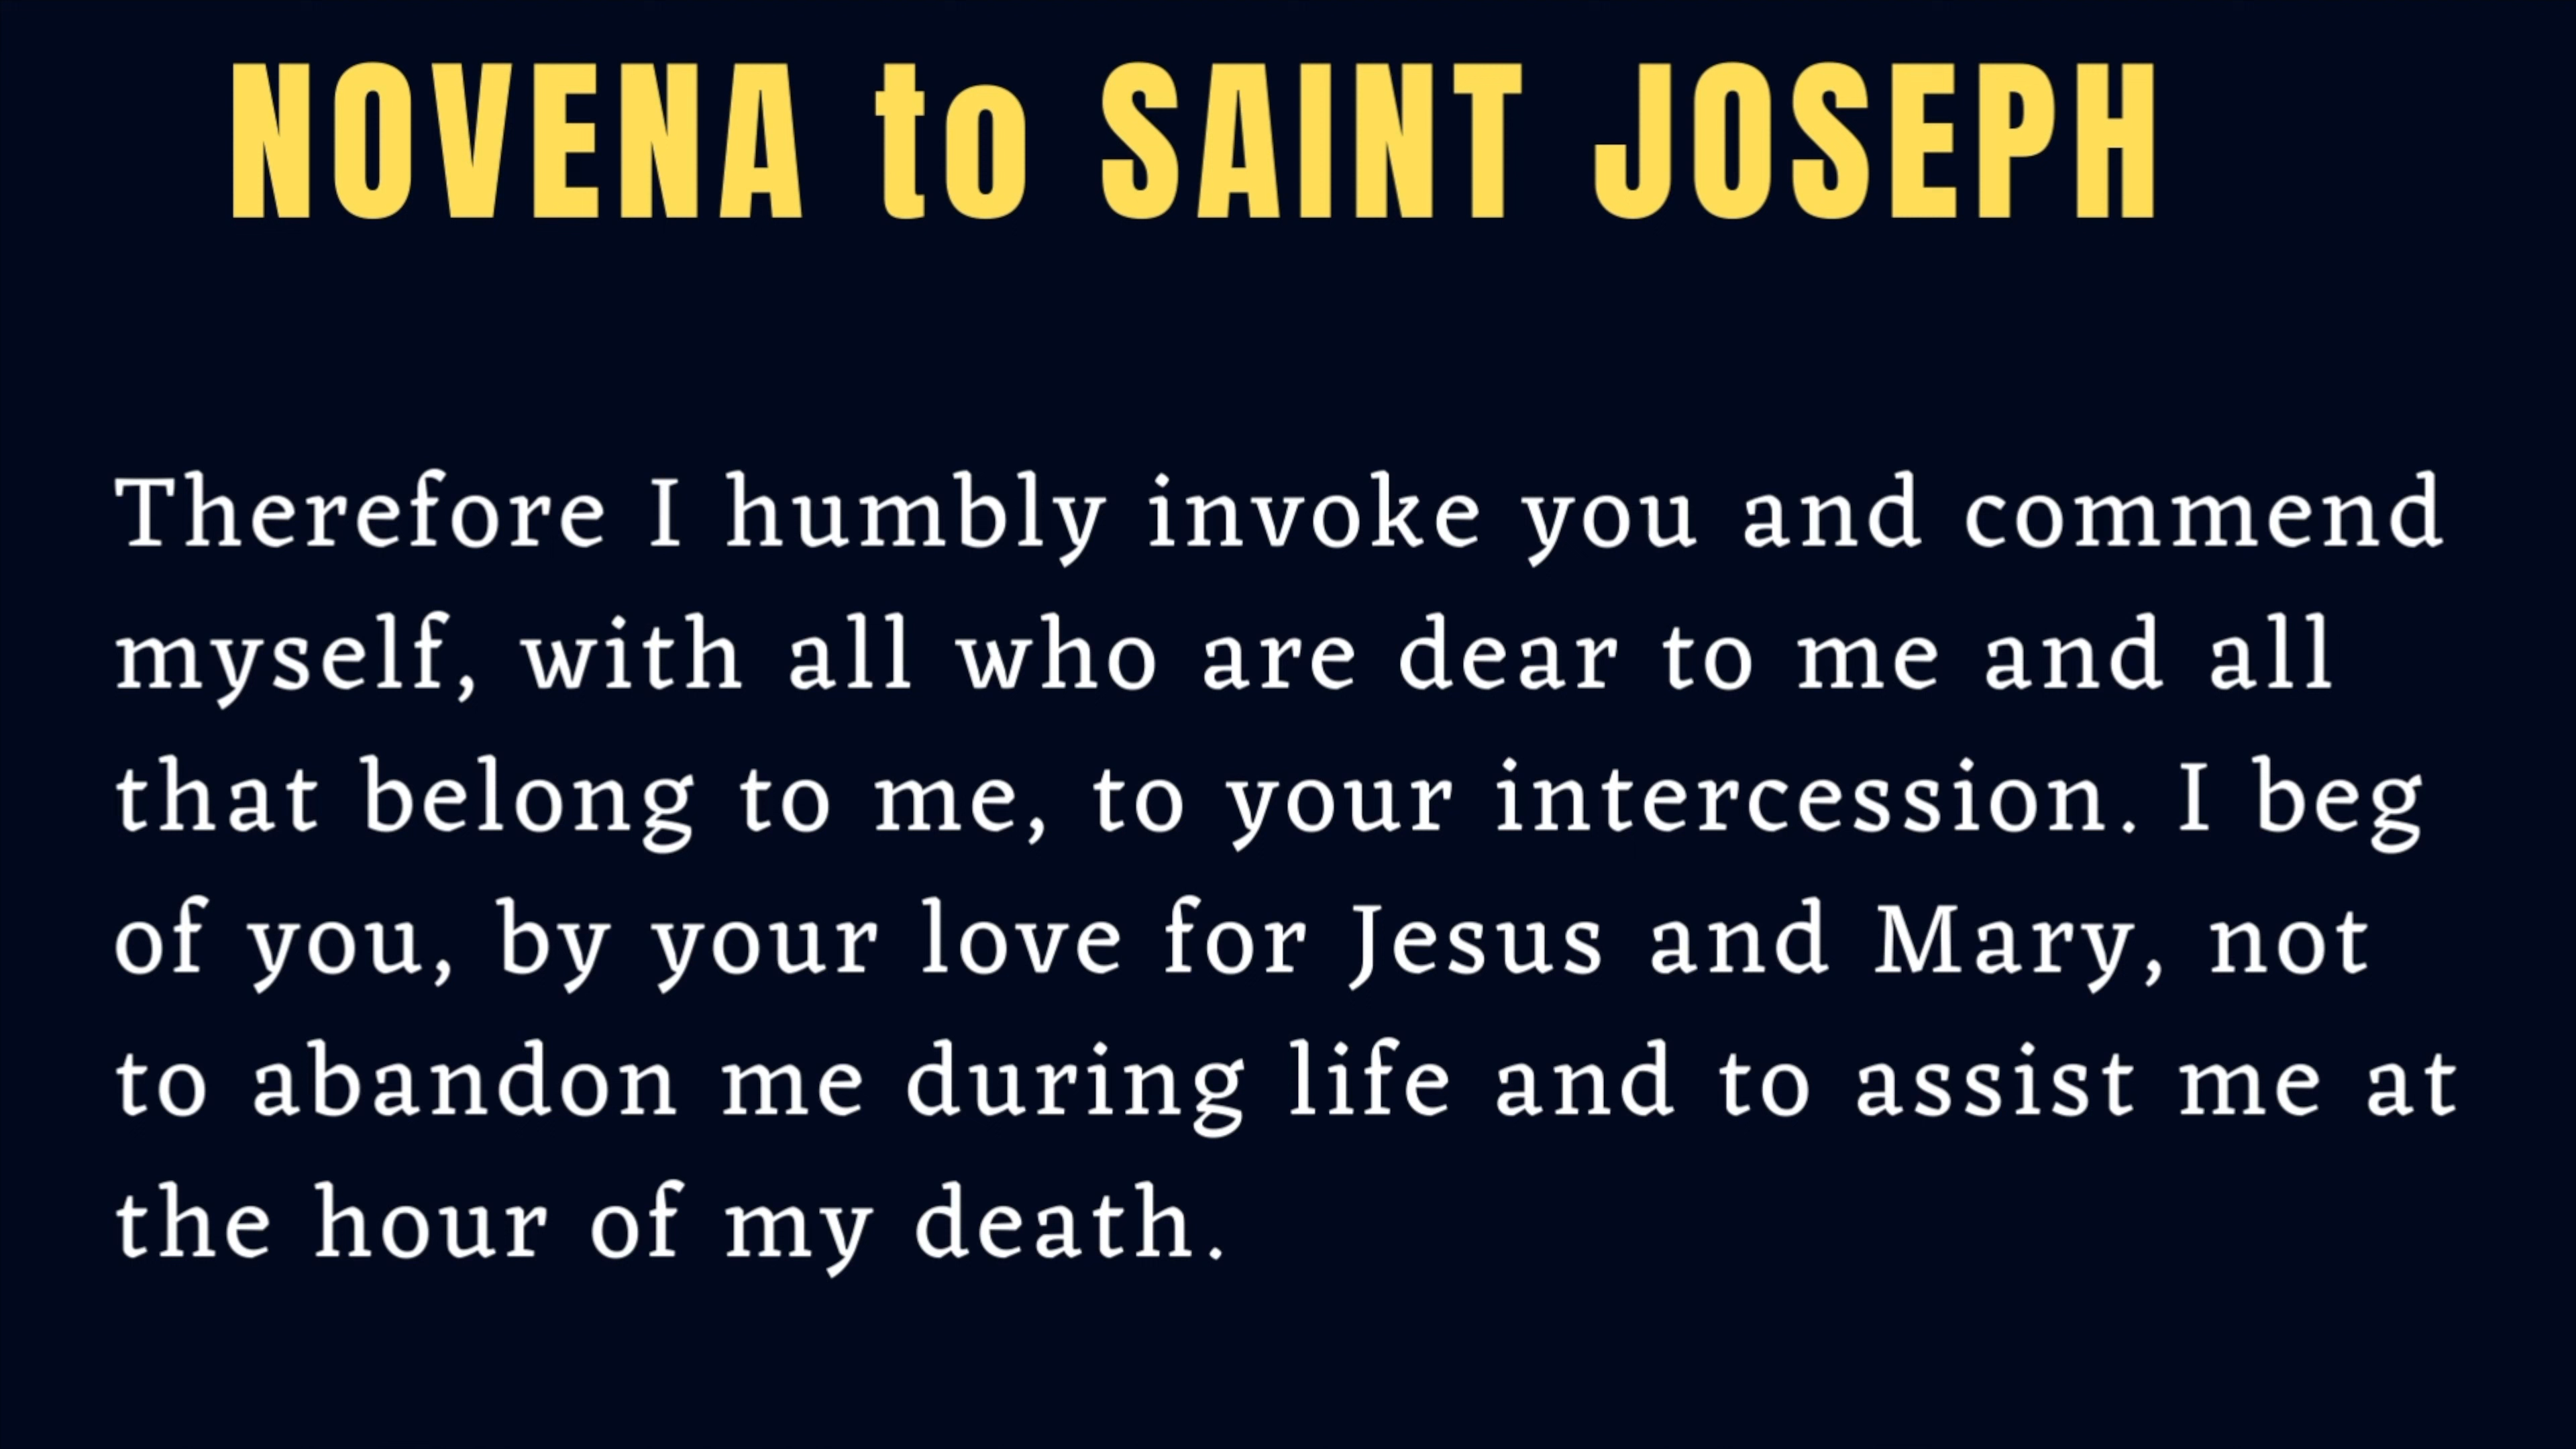 NOVENA to SAINT JOSEPH
Therefore I humbly invoke you and commend
myself, with all who are dear to me and all
that belong to me, to your intercession. I beg
of you, by your love for Jesus and Mary, not
to abandon me during life and to assist me at
the hour of my death.